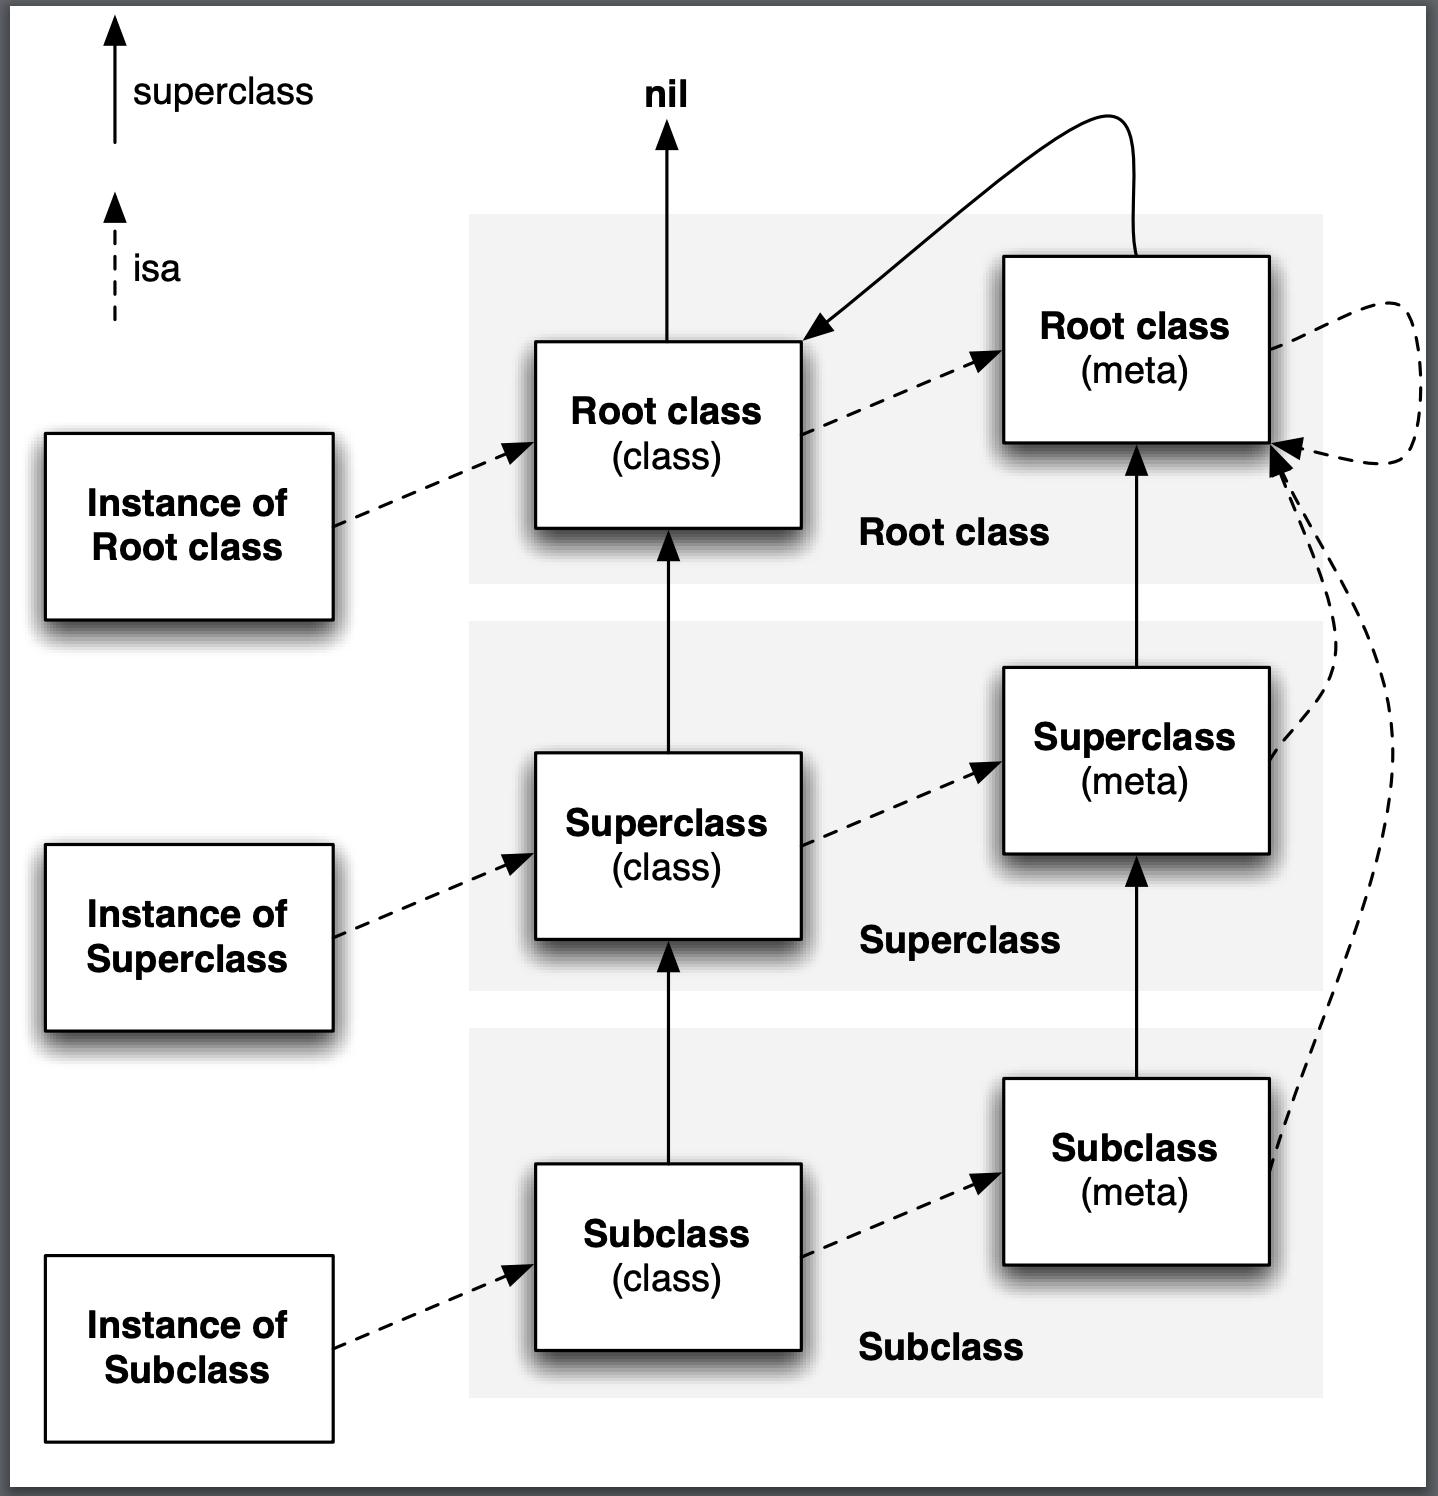 superclass
nil
isa
Root class
(meta)
Root class
(class)
Instance of
Root class
Root class
Superclass
(meta)
Superclass
(class)
Instance of
Superclass
Superclass
Subclass
(meta)
Subclass
(class)
Instance of
Subclass
Subclass